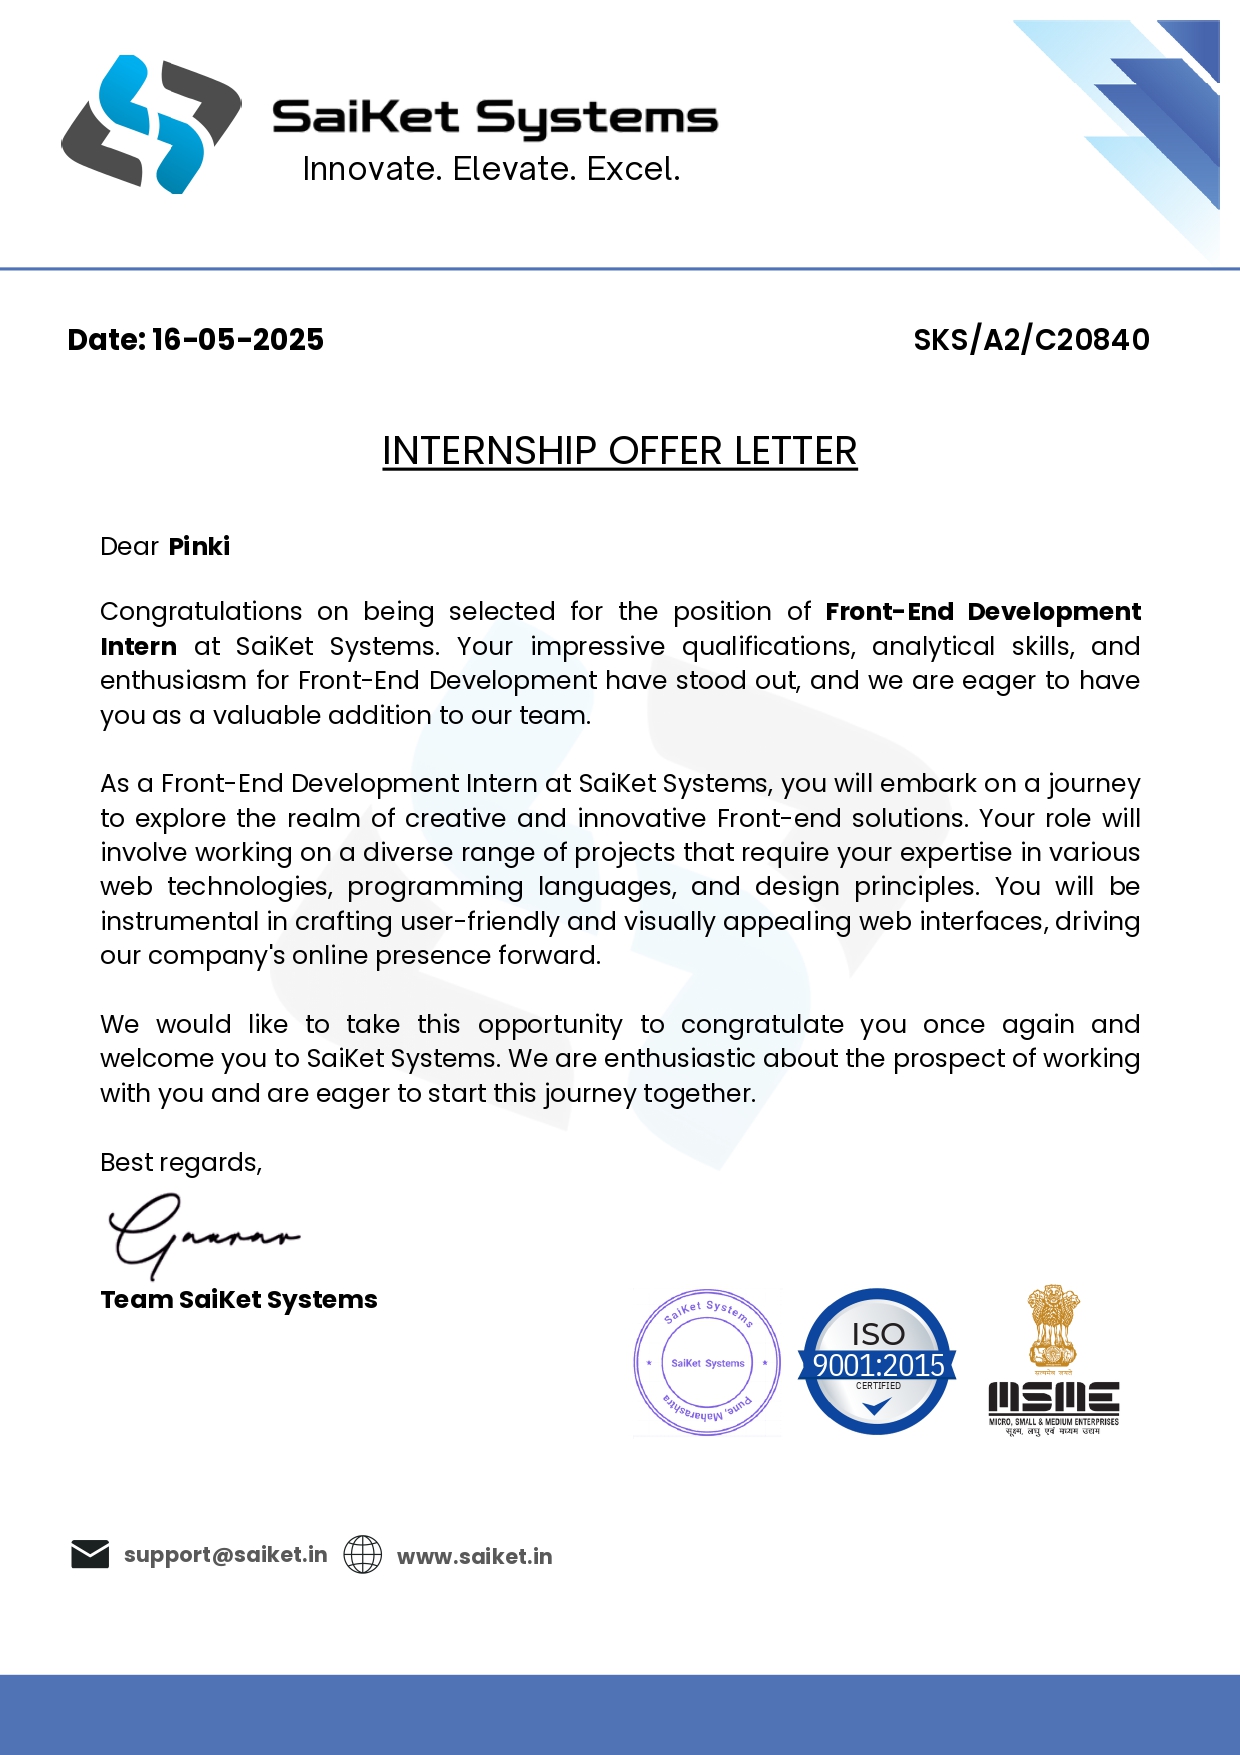 SaiKet Systems
Innovate. Elevate. Excel.
Date: 16-05-2025
SKS/A2/C20840
INTERNSHIP OFFER LETTER
Dear Pinki
Congratulations on being selected for the position of Front-End Development
Intern at SaiKet Systems. Your impressive qualifications, analytical skills, and
enthusiasm for Front-End Development have stood out, and we are eager to have
you as a valuable addition to our team.
As a Front-End Development Intern at SaiKet Systems, you will embark on a journey
to explore the realm of creative and innovative Front-end solutions. Your role will
involve working on a diverse range of projects that require your expertise in various
web technologies, programming languages, and design principles. You will be
instrumental in crafting user-friendly and visually appealing web interfaces, driving
our company's online presence forward.
We would like to take this opportunity to congratulate you once again and
welcome you to SaiKet Systems. We are enthusiastic about the prospect of working
with you and are eager to start this journey together.
Best regards,
Gaurav
Team SaiKet Systems
SaiKet Systems
* SaiKet Systems *
Pune, Maharashtra
ISO
9001:2015
CERTIFIED
सत्यमेव जयते
MSME
MICRO, SMALL & MEDIUM ENTERPRISES
सूक्ष्म, लघु एवं मध्यम उद्यम
support@saiket.in
www.saiket.in